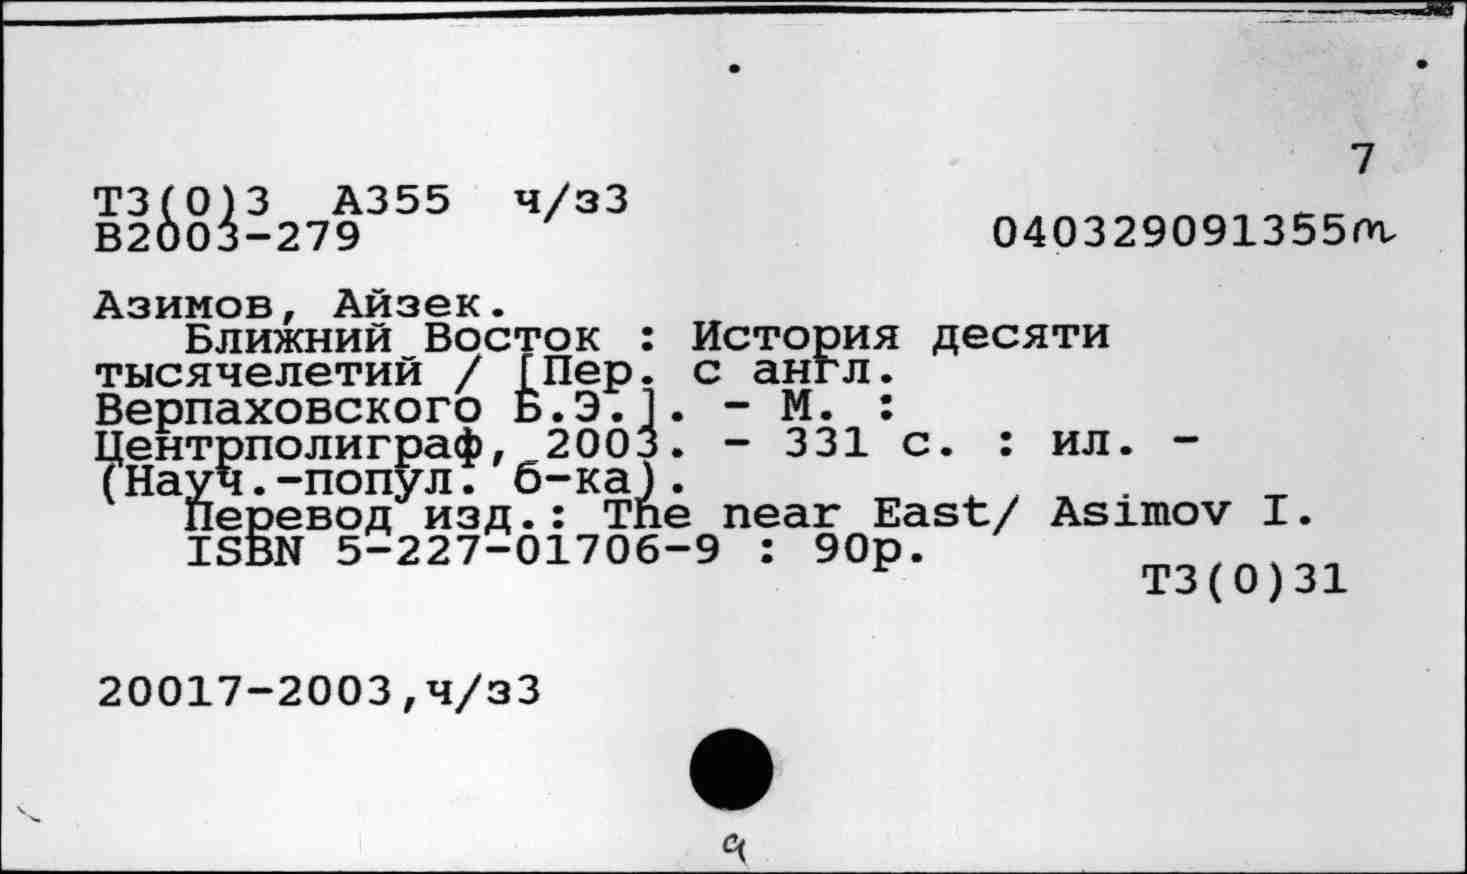 7
Т3(0)3 А355 ч/з3
В2003-279
040329091355
Азимов, Айзек.
Ближний Восток : История десяти
тысячелетий / [Пер. с англ.
Верпаховского Б.Э.]. - М. :
Центрполиграф, 2003. - 331 с. : ил. -
(Науч.-попул. б-ка).
Перевод изд.: The near East/ Asimov I.
ISBN 5-227-01706-9 : 90р.
Т3(0)31
20017-2003,ч/з3